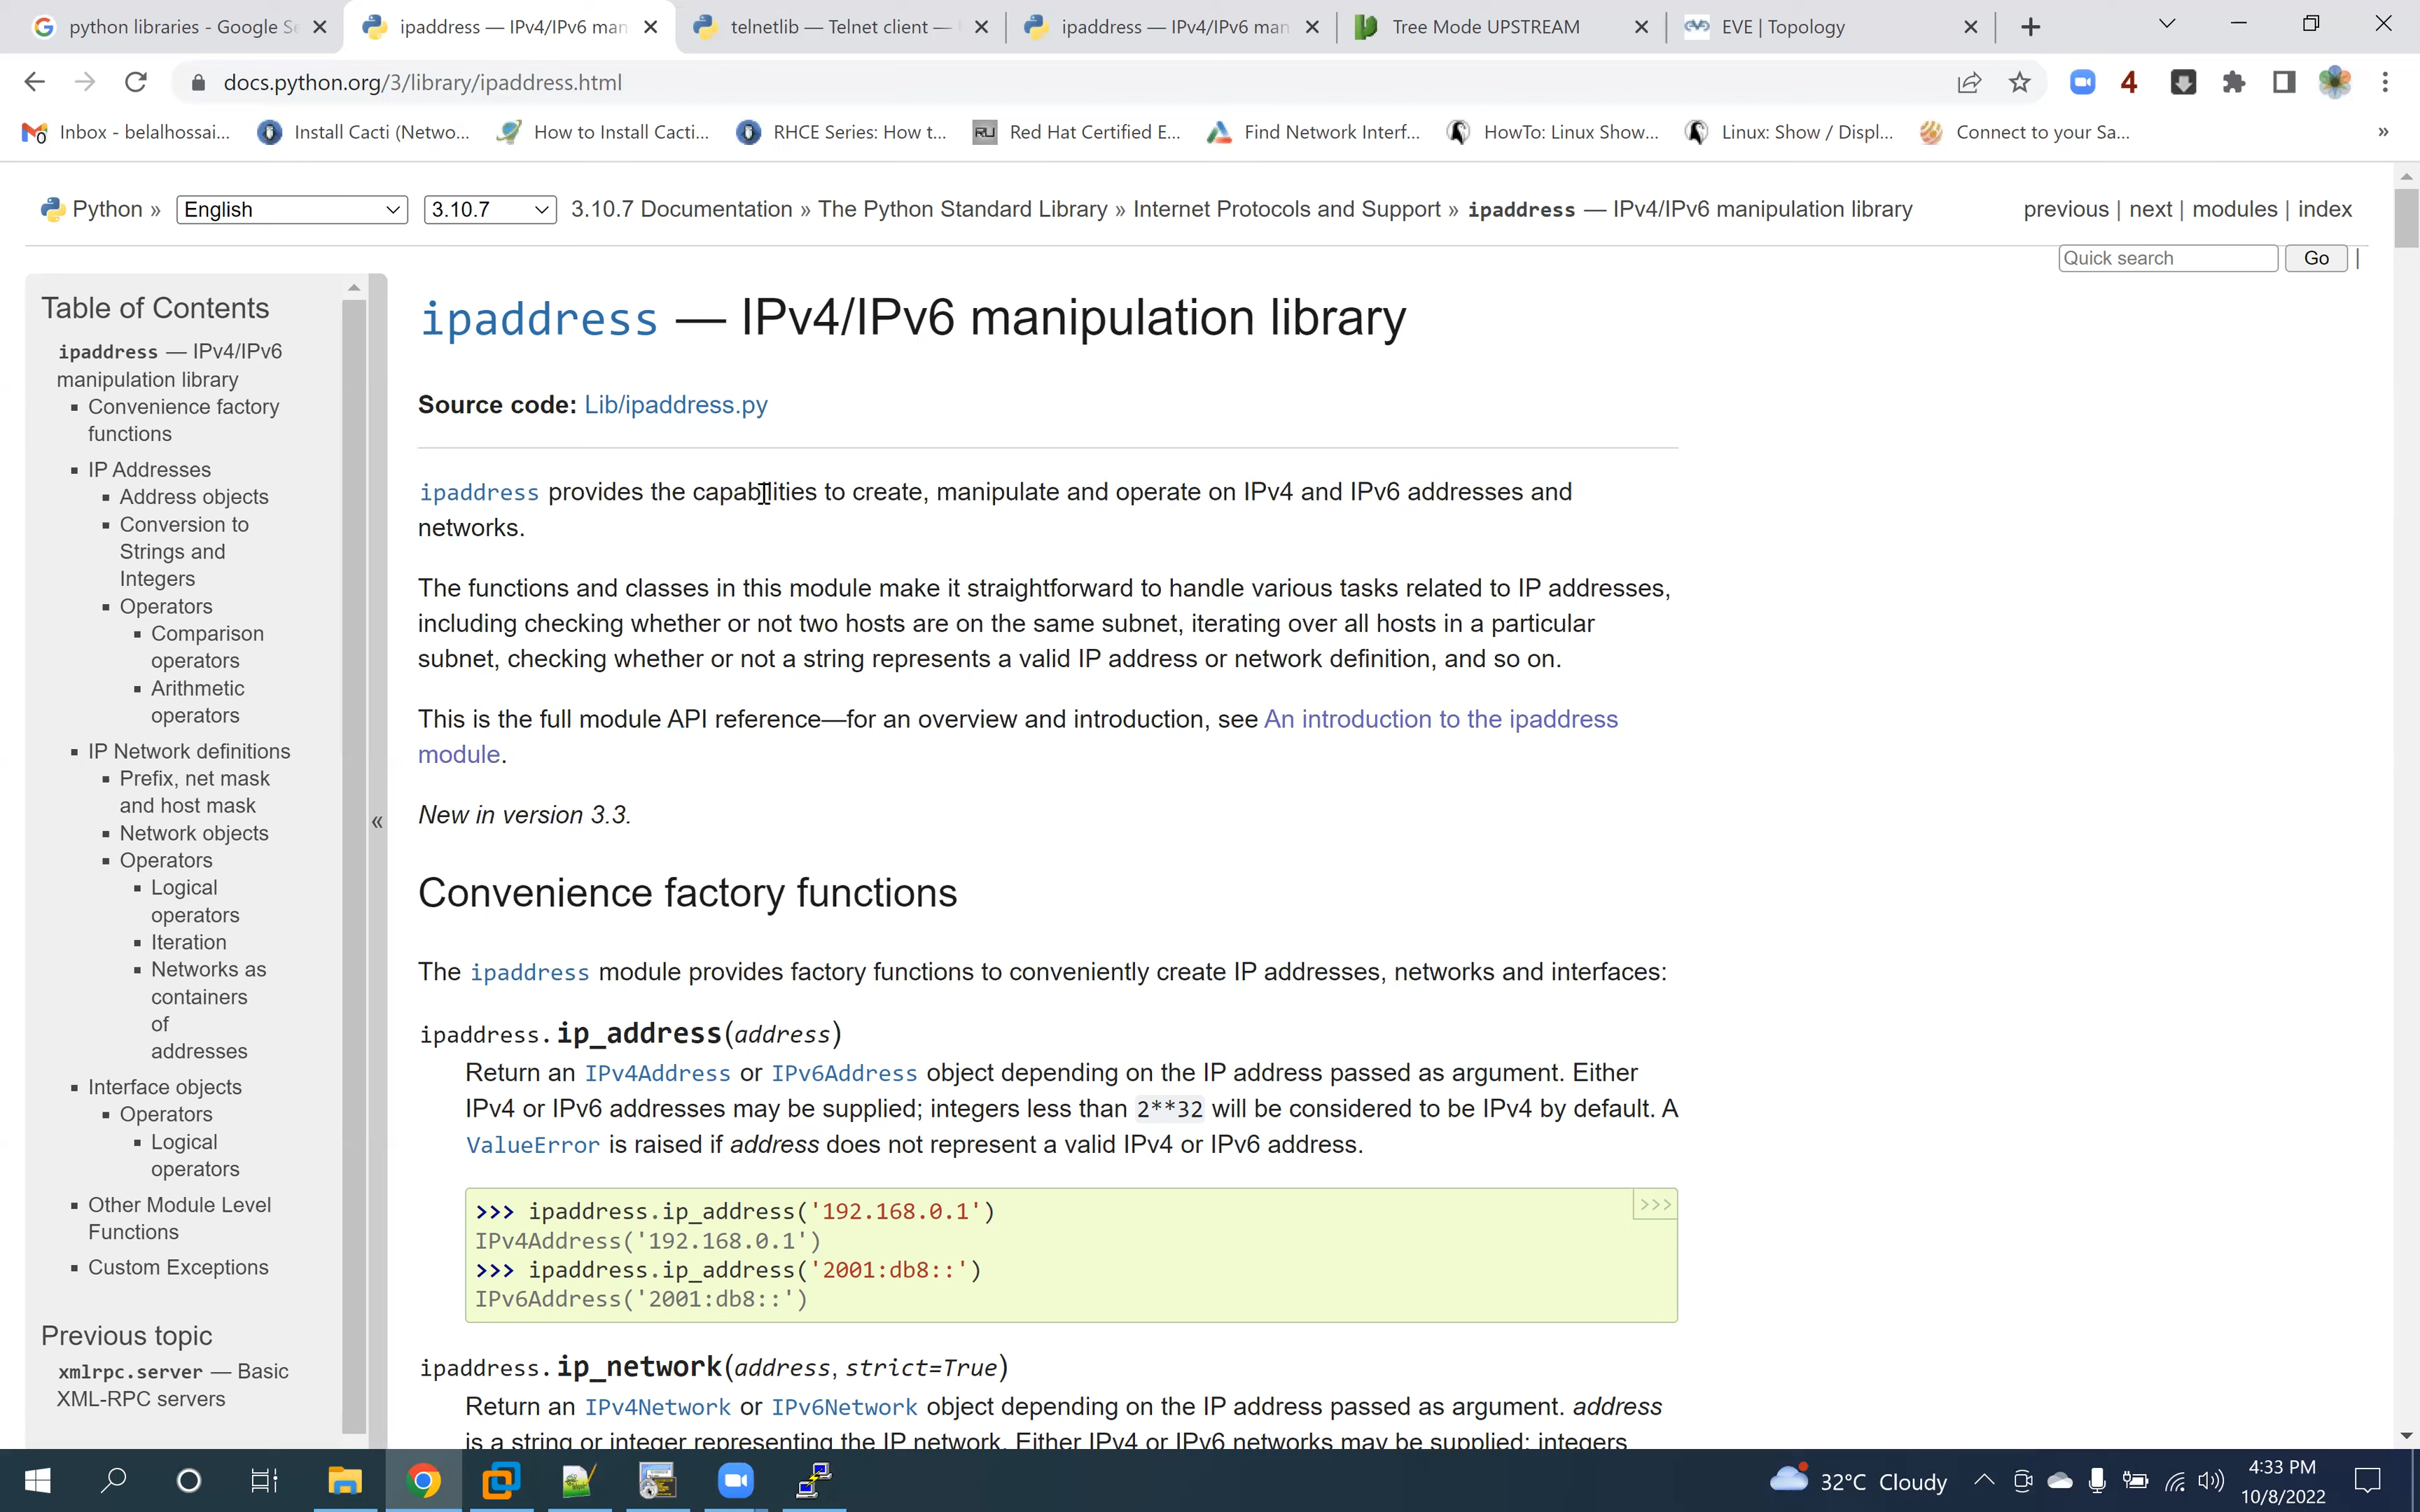 python libraries - Google Se
ipaddress — IPv4/IPv6 man
telnetlib — Telnet client —
ipaddress — IPv4/IPv6 man
Tree Mode UPSTREAM
EVE | Topology
docs.python.org/3/library/ipaddress.html
4
Inbox - belalhossai...
Install Cacti (Netwo...
How to Install Cacti...
RHCE Series: How t...
RU
Red Hat Certified E...
Find Network Interf...
HowTo: Linux Show...
Linux: Show / Displ...
Connect to your Sa...
»
Python » English 3.10.7 3.10.7 Documentation » The Python Standard Library » Internet Protocols and Support » ipaddress — IPv4/IPv6 manipulation library
previous | next | modules | index
Quick search Go |
Table of Contents
ipaddress — IPv4/IPv6
manipulation library
Convenience factory
functions
IP Addresses
Address objects
Conversion to
Strings and
Integers
Operators
Comparison
operators
Arithmetic
operators
IP Network definitions
Prefix, net mask
and host mask
Network objects
Operators
Logical
operators
Iteration
Networks as
containers
of
addresses
Interface objects
Operators
Logical
operators
Other Module Level
Functions
Custom Exceptions
Previous topic
xmlrpc.server — Basic
XML-RPC servers
«
ipaddress — IPv4/IPv6 manipulation library
Source code: Lib/ipaddress.py
ipaddress provides the capabilities to create, manipulate and operate on IPv4 and IPv6 addresses and
networks.
The functions and classes in this module make it straightforward to handle various tasks related to IP addresses,
including checking whether or not two hosts are on the same subnet, iterating over all hosts in a particular
subnet, checking whether or not a string represents a valid IP address or network definition, and so on.
This is the full module API reference—for an overview and introduction, see An introduction to the ipaddress
module.
New in version 3.3.
Convenience factory functions
The ipaddress module provides factory functions to conveniently create IP addresses, networks and interfaces:
ipaddress.ip_address(address)
Return an IPv4Address or IPv6Address object depending on the IP address passed as argument. Either
IPv4 or IPv6 addresses may be supplied; integers less than 2**32 will be considered to be IPv4 by default. A
ValueError is raised if address does not represent a valid IPv4 or IPv6 address.
>>> ipaddress.ip_address('192.168.0.1')
>>>
IPv4Address('192.168.0.1')
>>> ipaddress.ip_address('2001:db8::')
IPv6Address('2001:db8::')
ipaddress.ip_network(address, strict=True)
Return an IPv4Network or IPv6Network object depending on the IP address passed as argument. address
is a string or integer representing the IP network. Either IPv4 or IPv6 networks may be supplied; integers
32°C Cloudy
4:33 PM
10/8/2022